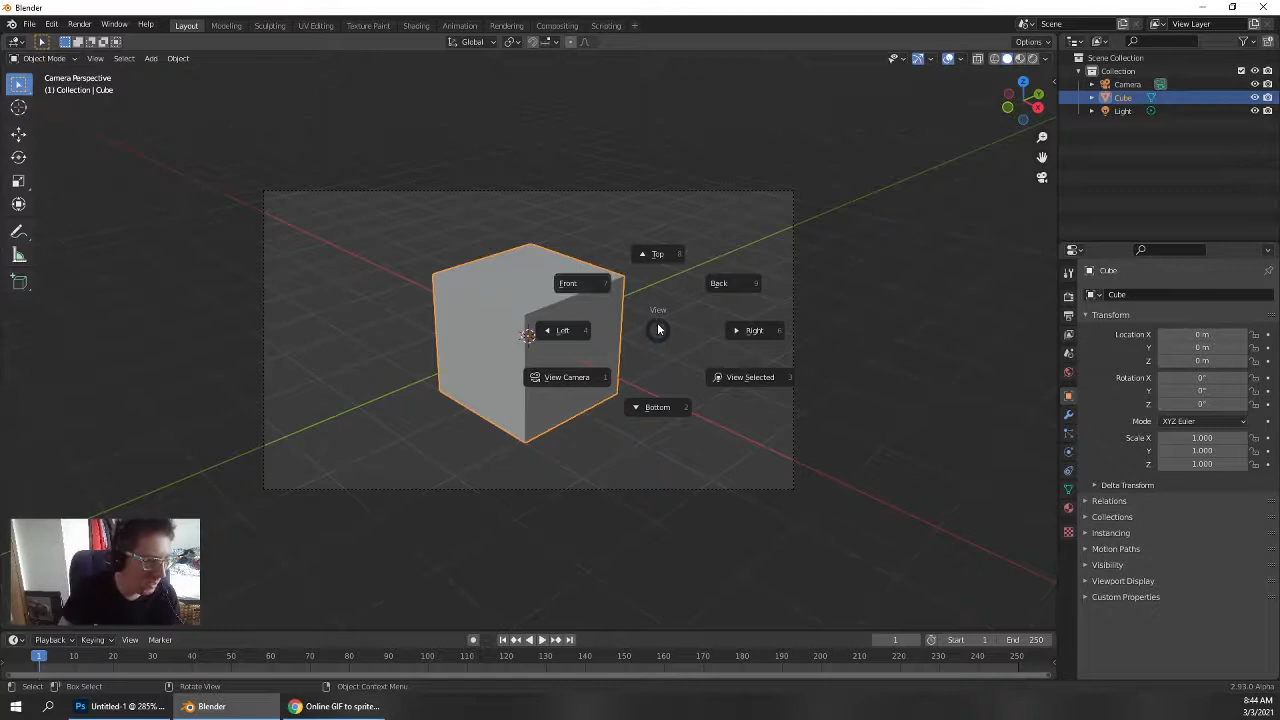 Blender
File Edit Render Window Help Layout Modeling Sculpting UV Editing Texture Paint Shading Animation Rendering Compositing Scripting Scene View Layer
Global Options
Object Mode View Select Add Object
Camera Perspective
(1) Collection | Cube
Z
Y
X
Scene Collection
Collection
Camera
Cube
Light
Top 8
Front 7
Back 9
View
Left 4
Right 6
View Camera 1
View Selected 3
Bottom 2
Cube
Cube
Transform
Location X 0 m
Y 0 m
Z 0 m
Rotation X 0°
Y 0°
Z 0°
Mode XYZ Euler
Scale X 1.000
Y 1.000
Z 1.000
Delta Transform
Relations
Collections
Instancing
Motion Paths
Visibility
Viewport Display
Custom Properties
Playback Keying View Marker 1 Start 1 End 250
1 10 20 30 40 50 60 70 80 90 100 110 120 130 140 150 160 170 180 190 200 210 220 230 240 250
Select Box Select Rotate View Object Context Menu 2.93.0 Alpha
Ps Untitled-1 @ 285% ... Blender Online GIF to sprite... 8:44 AM
3/3/2021